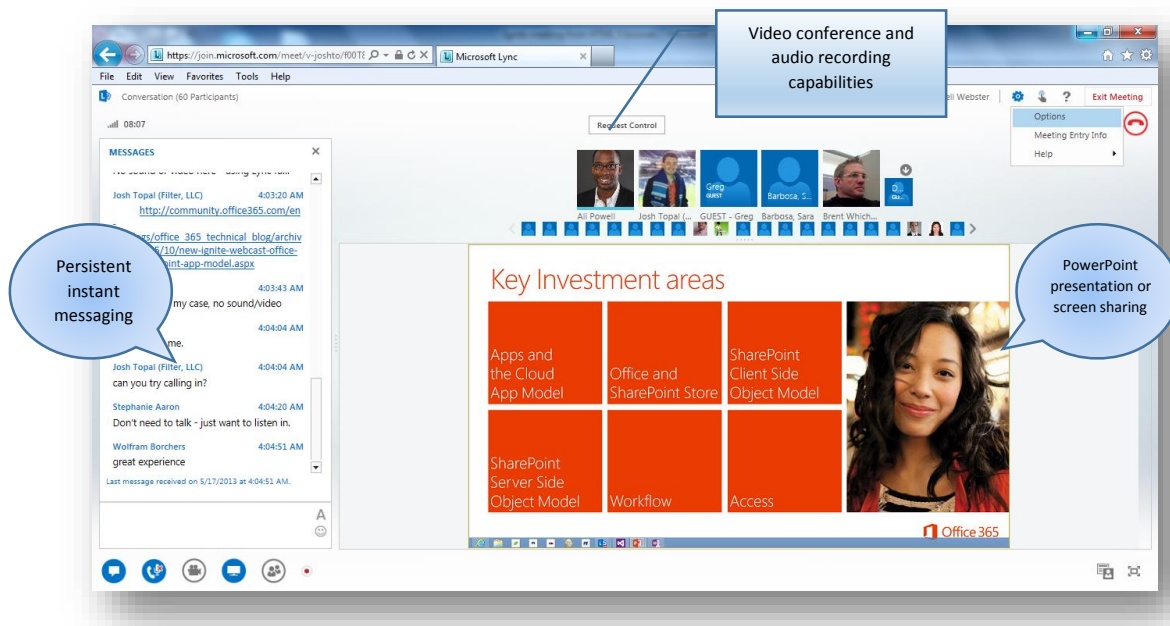 Video conference and
audio recording
capabilities
https://join.microsoft.com/meet/v-joshto/f00T8
Microsoft Lync
File Edit View Favorites Tools Help
Conversation (60 Participants)
ell Webster
? Exit Meeting
Options
Meeting Entry Info
Help
08:07
Request Control
MESSAGES
Josh Topal (Filter, LLC) 4:03:20 AM
http://community.office365.com/en
gs/office_365_technical_blog/archiv
5/10/new-ignite-webcast-office-
int-app-model.aspx
4:03:43 AM
my case, no sound/video
4:04:04 AM
me.
Josh Topal (Filter, LLC) 4:04:04 AM
can you try calling in?
Stephanie Aaron 4:04:20 AM
Don't need to talk - just want to listen in.
Wolfram Borchers 4:04:51 AM
great experience
Last message received on 5/17/2013 at 4:04:51 AM.
A
Persistent
instant
messaging
Greg
GUEST
Barbosa, S...
D...
GU...
Ali Powell Josh Topal (... GUEST - Greg Barbosa, Sara Brent Which...
Key Investment areas
Apps and
the Cloud
App Model
Office and
SharePoint Store
SharePoint
Client Side
Object Model
SharePoint
Server Side
Object Model
Workflow
Access
Office 365
PowerPoint
presentation or
screen sharing